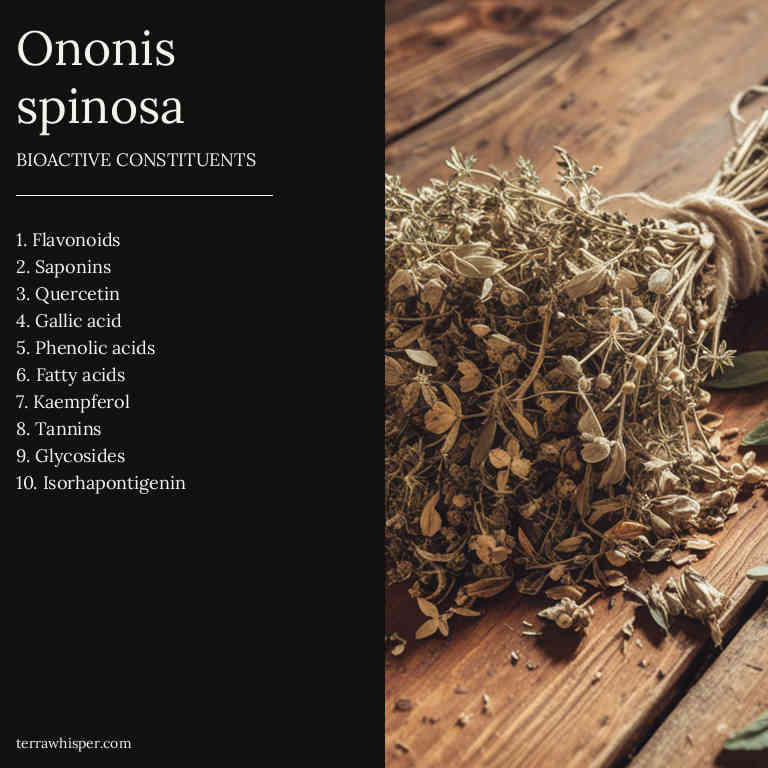 Ononis
spinosa
BIOACTIVE CONSTITUENTS
1. Flavonoids
2. Saponins
3. Quercetin
4. Gallic acid
5. Phenolic acids
6. Fatty acids
7. Kaempferol
8. Tannins
9. Glycosides
10. Isorhapontigenin
terrawhisper.com